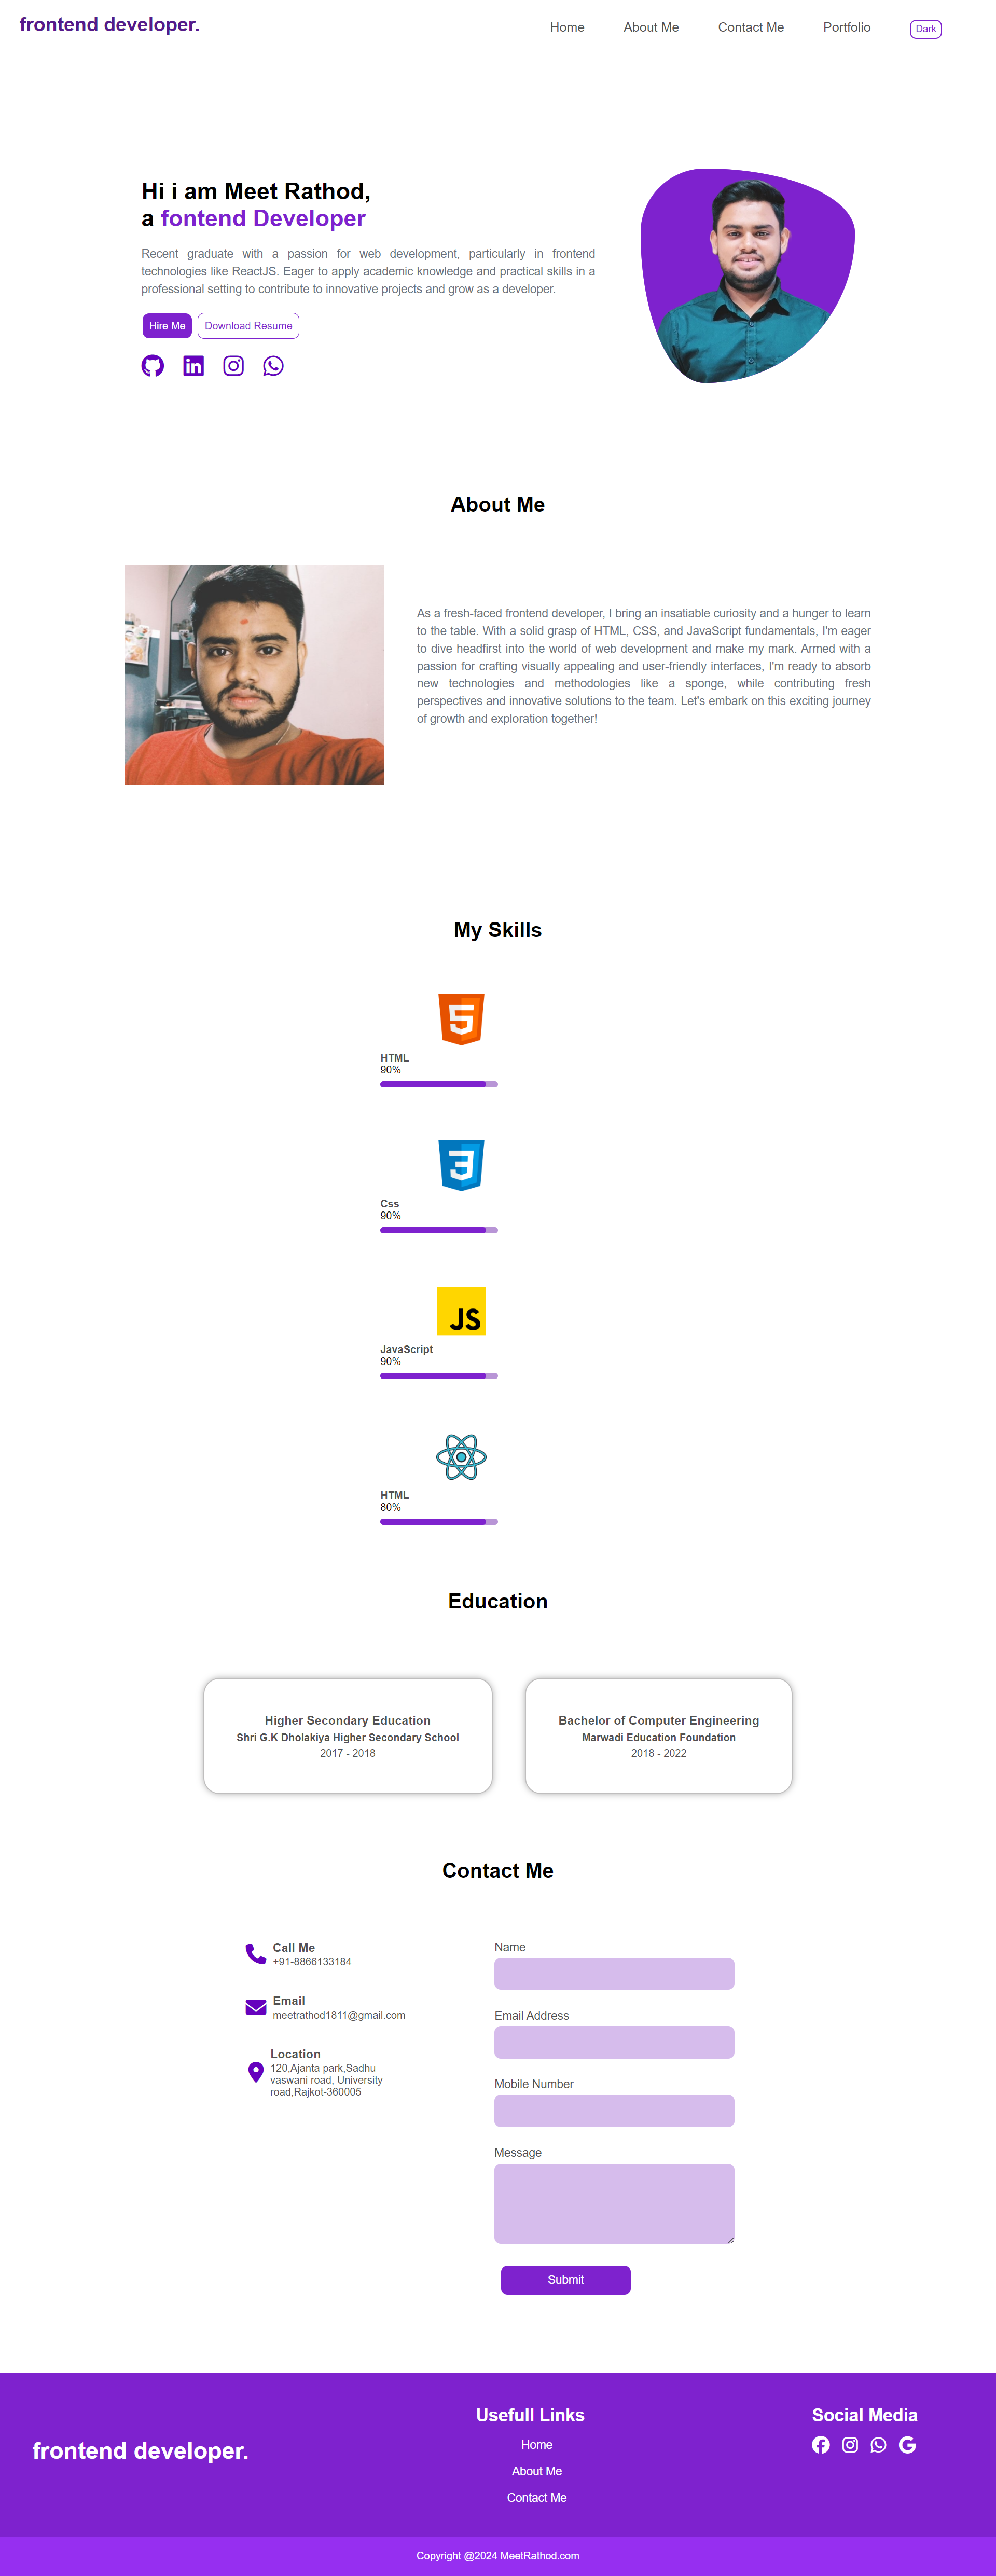 frontend developer.
Home About Me Contact Me Portfolio Dark
Hi i am Meet Rathod,
a fontend Developer
Recent graduate with a passion for web development, particularly in frontend
technologies like ReactJS. Eager to apply academic knowledge and practical skills in a
professional setting to contribute to innovative projects and grow as a developer.
Hire Me Download Resume
About Me
As a fresh-faced frontend developer, I bring an insatiable curiosity and a hunger to learn
to the table. With a solid grasp of HTML, CSS, and JavaScript fundamentals, I'm eager
to dive headfirst into the world of web development and make my mark. Armed with a
passion for crafting visually appealing and user-friendly interfaces, I'm ready to absorb
new technologies and methodologies like a sponge, while contributing fresh
perspectives and innovative solutions to the team. Let's embark on this exciting journey
of growth and exploration together!
My Skills
5
HTML
90%
3
Css
90%
JS
JavaScript
90%
HTML
80%
Education
Higher Secondary Education
Shri G.K Dholakiya Higher Secondary School
2017 - 2018
Bachelor of Computer Engineering
Marwadi Education Foundation
2018 - 2022
Contact Me
Call Me
+91-8866133184
Email
meetrathod1811@gmail.com
Location
120,Ajanta park,Sadhu
vaswani road, University
road,Rajkot-360005
Name
Email Address
Mobile Number
Message
Submit
frontend developer.
Usefull Links
Home
About Me
Contact Me
Social Media
Copyright @2024 MeetRathod.com